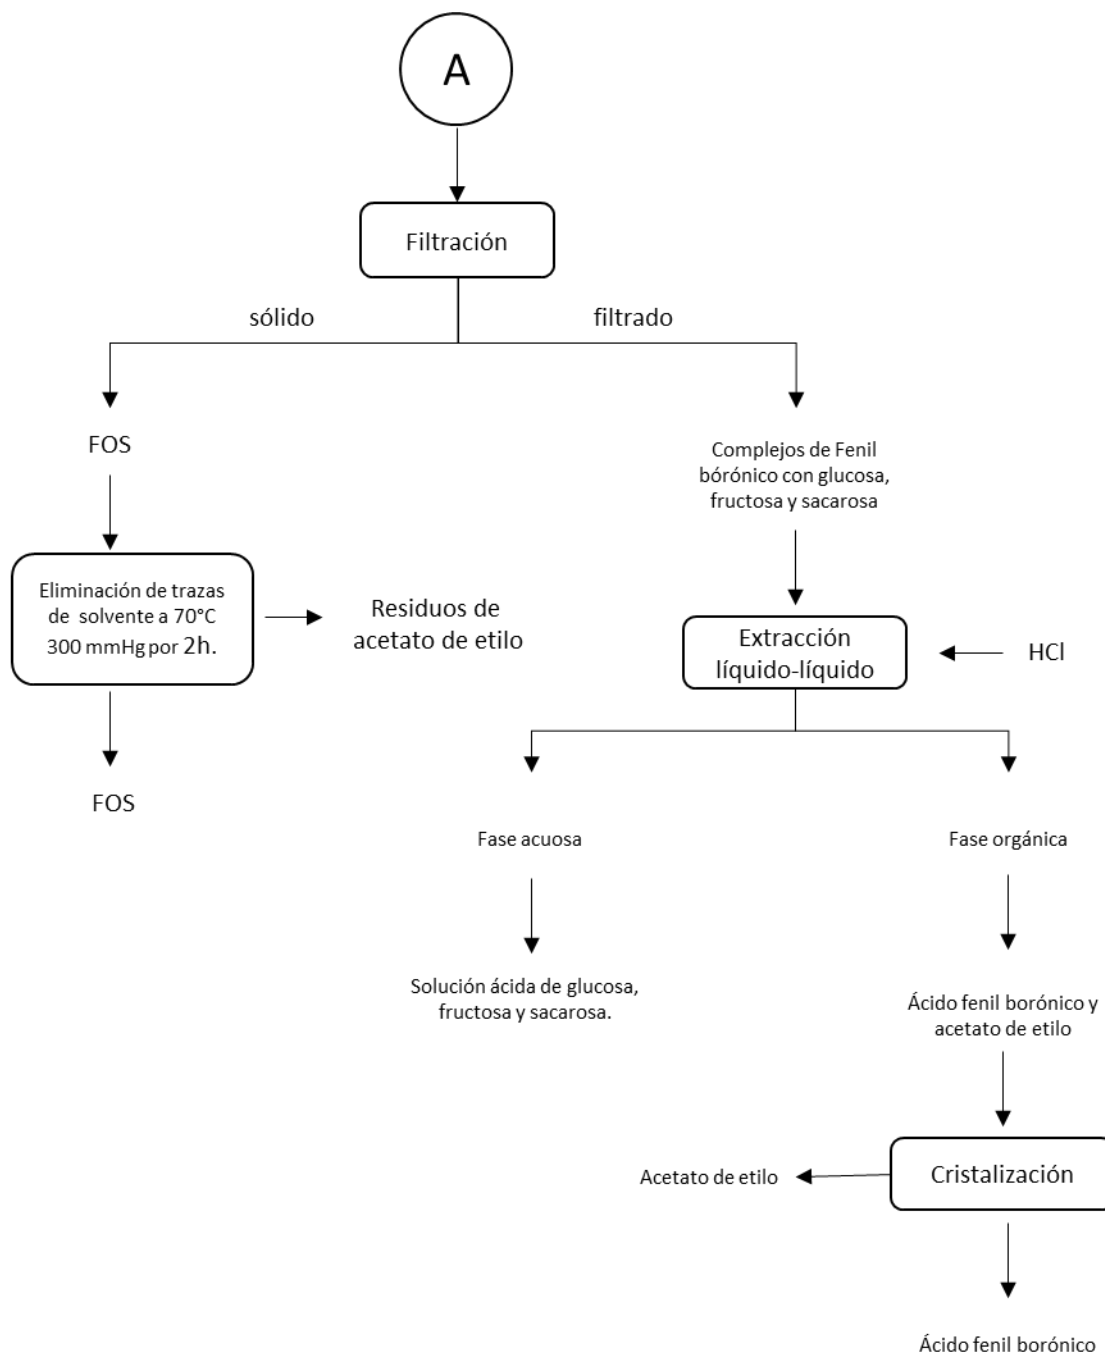 A
Filtración
sólido
filtrado
FOS
Complejos de Fenil
bórónico con glucosa,
fructosa y sacarosa
Eliminación de trazas
de solvente a 70°C
300 mmHg por 2h.
Residuos de
acetato de etilo
Extracción
líquido-líquido
HCl
FOS
Fase acuosa
Fase orgánica
Solución ácida de glucosa,
fructosa y sacarosa.
Ácido fenil borónico y
acetato de etilo
Acetato de etilo
Cristalización
Ácido fenil borónico